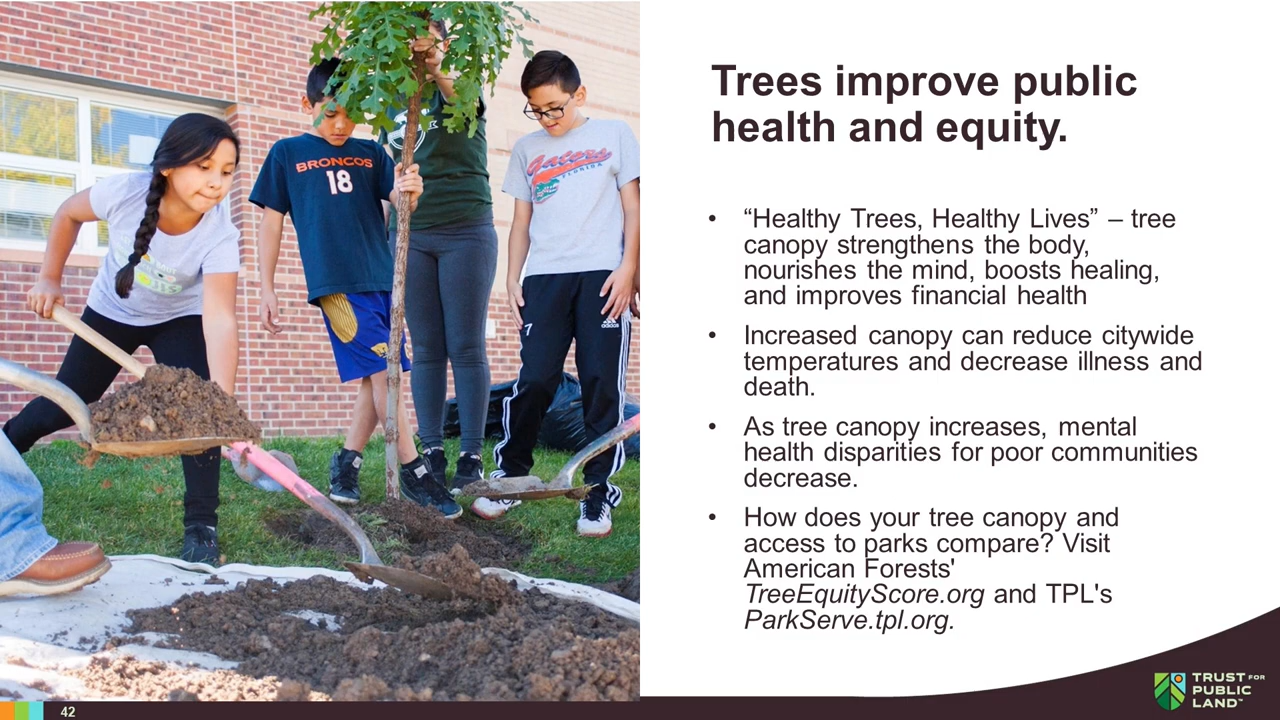 Trees improve public
health and equity.
• “Healthy Trees, Healthy Lives” – tree
canopy strengthens the body,
nourishes the mind, boosts healing,
and improves financial health
• Increased canopy can reduce citywide
temperatures and decrease illness and
death.
• As tree canopy increases, mental
health disparities for poor communities
decrease.
• How does your tree canopy and
access to parks compare? Visit
American Forests'
TreeEquityScore.org and TPL's
ParkServe.tpl.org.
BRONCOS
18
Gators
FLORIDA
7
adidas
42
TRUST FOR
PUBLIC
LAND™